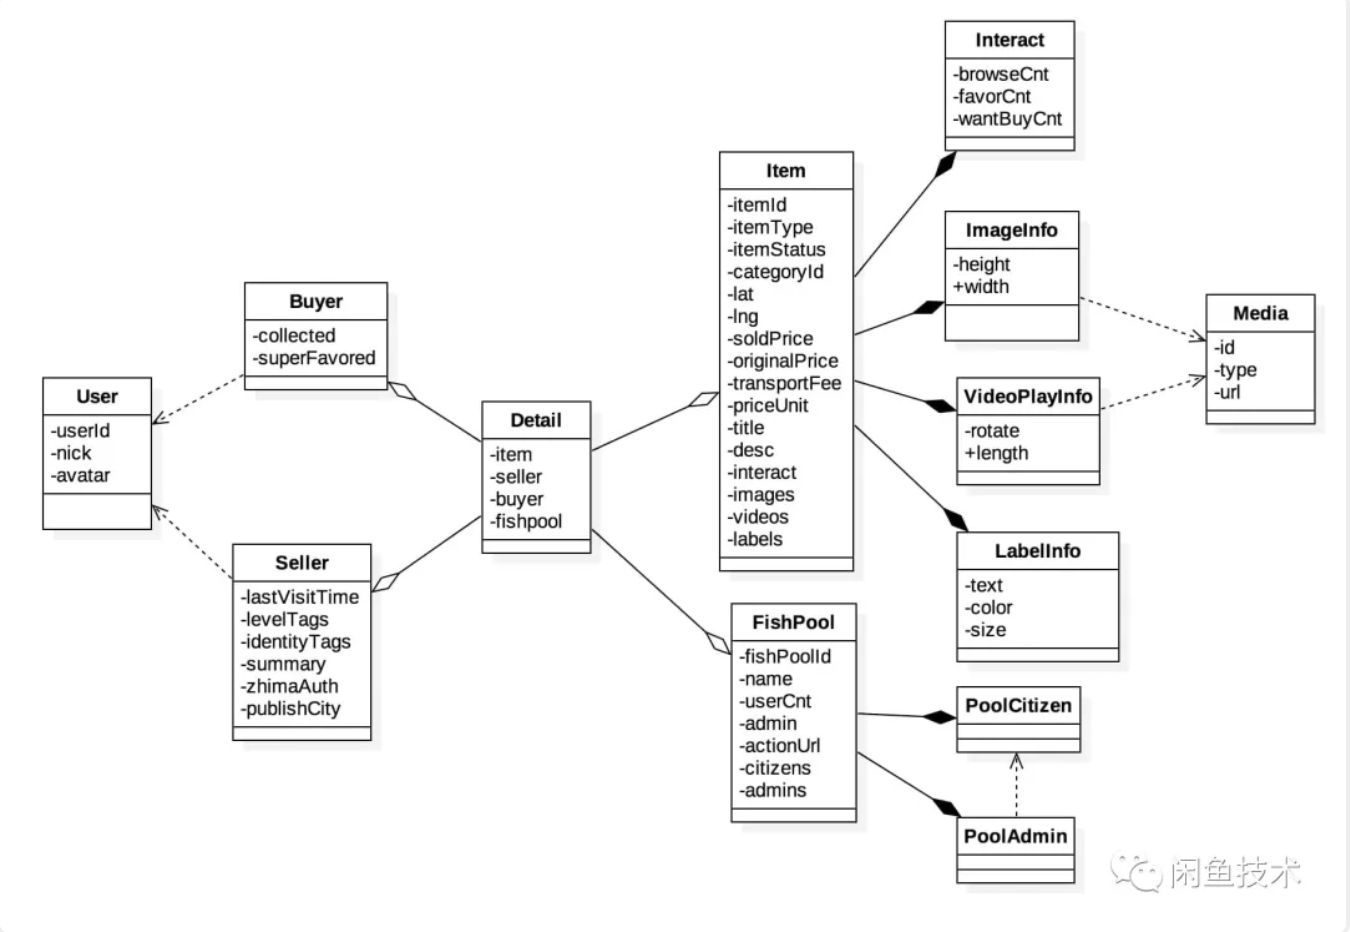 User
-userId
-nick
-avatar
Buyer
-collected
-superFavored
Seller
-lastVisitTime
-levelTags
-identityTags
-summary
-zhimaAuth
-publishCity
Detail
-item
-seller
-buyer
-fishpool
Item
-itemId
-itemType
-itemStatus
-categoryId
-lat
-lng
-soldPrice
-originalPrice
-transportFee
-priceUnit
-title
-desc
-interact
-images
-videos
-labels
FishPool
-fishPoolId
-name
-userCnt
-admin
-actionUrl
-citizens
-admins
Interact
-browseCnt
-favorCnt
-wantBuyCnt
ImageInfo
-height
+width
VideoPlayInfo
-rotate
+length
LabelInfo
-text
-color
-size
PoolCitizen
PoolAdmin
Media
-id
-type
-url
闲鱼技术